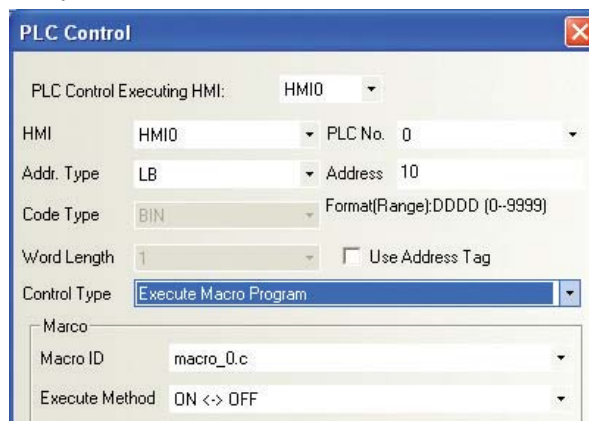 PLC Control
PLC Control Executing HMI: HMI0
HMI HMI0 PLC No. 0
Addr. Type LB Address 10
Code Type BIN Format(Range):DDDD (0--9999)
Word Length 1 Use Address Tag
Control Type Execute Macro Program
Marco
Macro ID macro_0.c
Execute Method ON <-> OFF